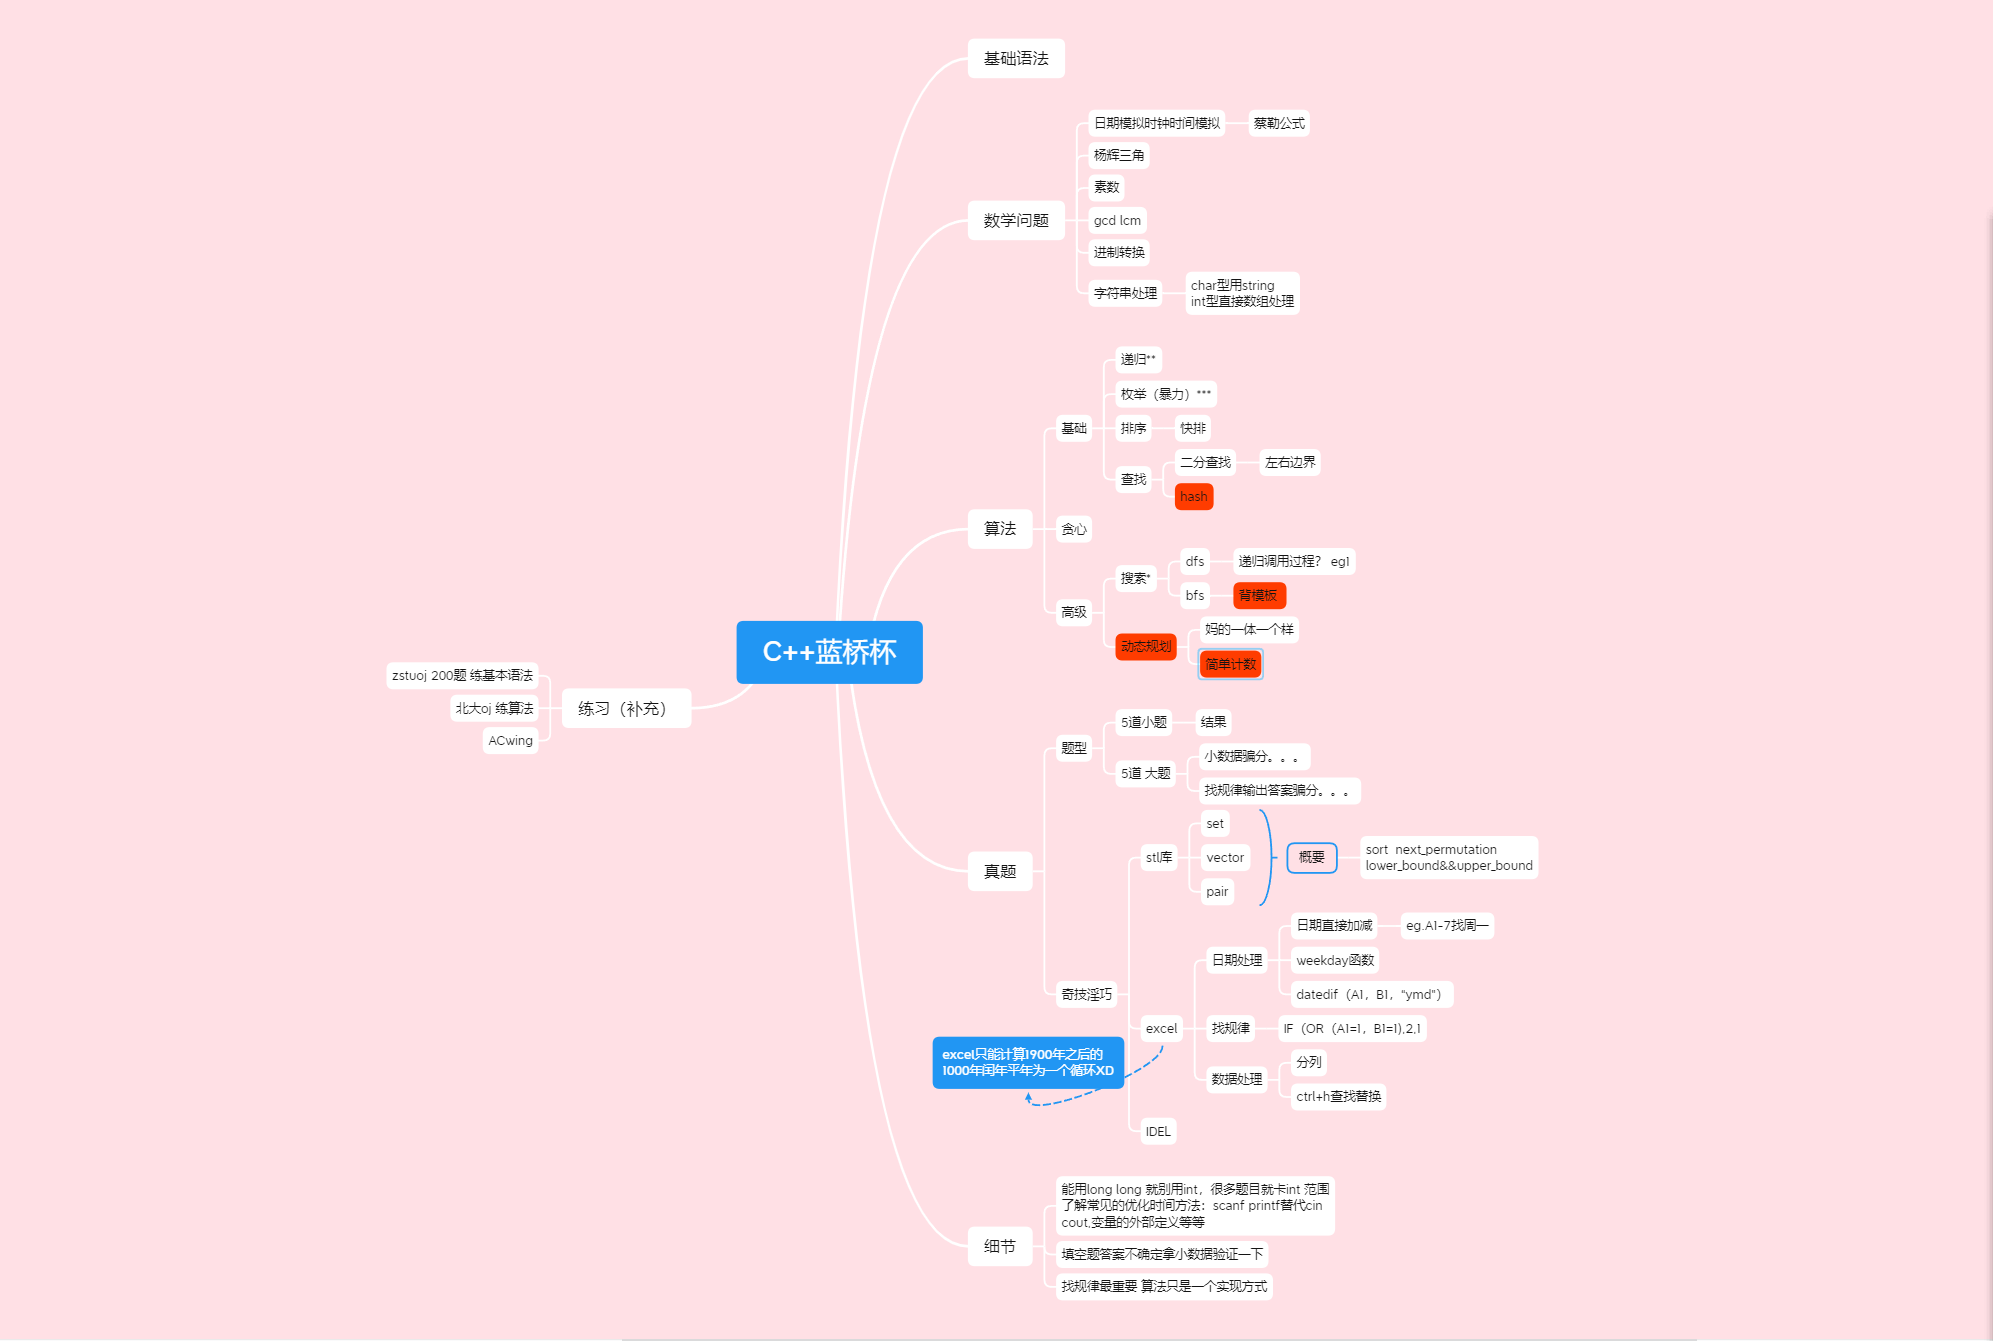 基础语法
日期模拟时钟时间模拟
蔡勒公式
杨辉三角
素数
数学问题
gcd lcm
进制转换
字符串处理
char型用string
int型直接数组处理
递归**
枚举（暴力）***
基础
排序
快排
查找
二分查找
左右边界
hash
算法
贪心
高级
搜索*
dfs
递归调用过程？ eg1
bfs
背模板
动态规划
妈的一体一个样
简单计数
C++蓝桥杯
zstuoj 200题 练基本语法
北大oj 练算法
ACwing
练习（补充）
题型
5道小题
结果
5道 大题
小数据骗分。。。
找规律输出答案骗分。。。
真题
奇技淫巧
stl库
set
vector
pair
概要
sort  next_permutation
lower_bound&&upper_bound
excel
日期处理
日期直接加减
eg.A1-7找周一
weekday函数
datedif（A1，B1，"ymd"）
找规律
IF（OR（A1=1，B1=1),2,1
数据处理
分列
ctrl+h查找替换
excel只能计算1900年之后的
1000年闰年平年为一个循环XD
IDEL
细节
能用long long 就别用int，很多题目就卡int 范围
了解常见的优化时间方法：scanf printf替代cin
cout,变量的外部定义等等
填空题答案不确定拿小数据验证一下
找规律最重要 算法只是一个实现方式